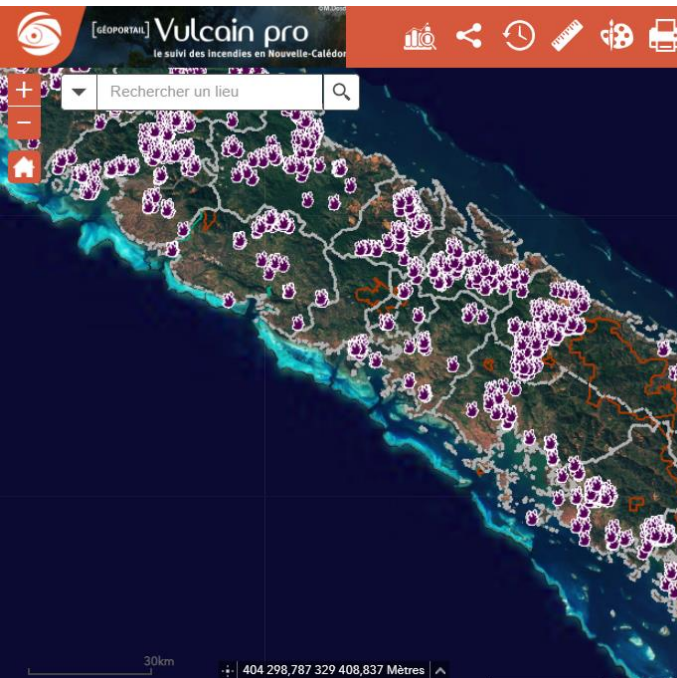 [GÉOPORTAIL] Vulcain pro
le suivi des incendies en Nouvelle-Calédor
Rechercher un lieu
30km
404 298,787 329 408,837 Mètres